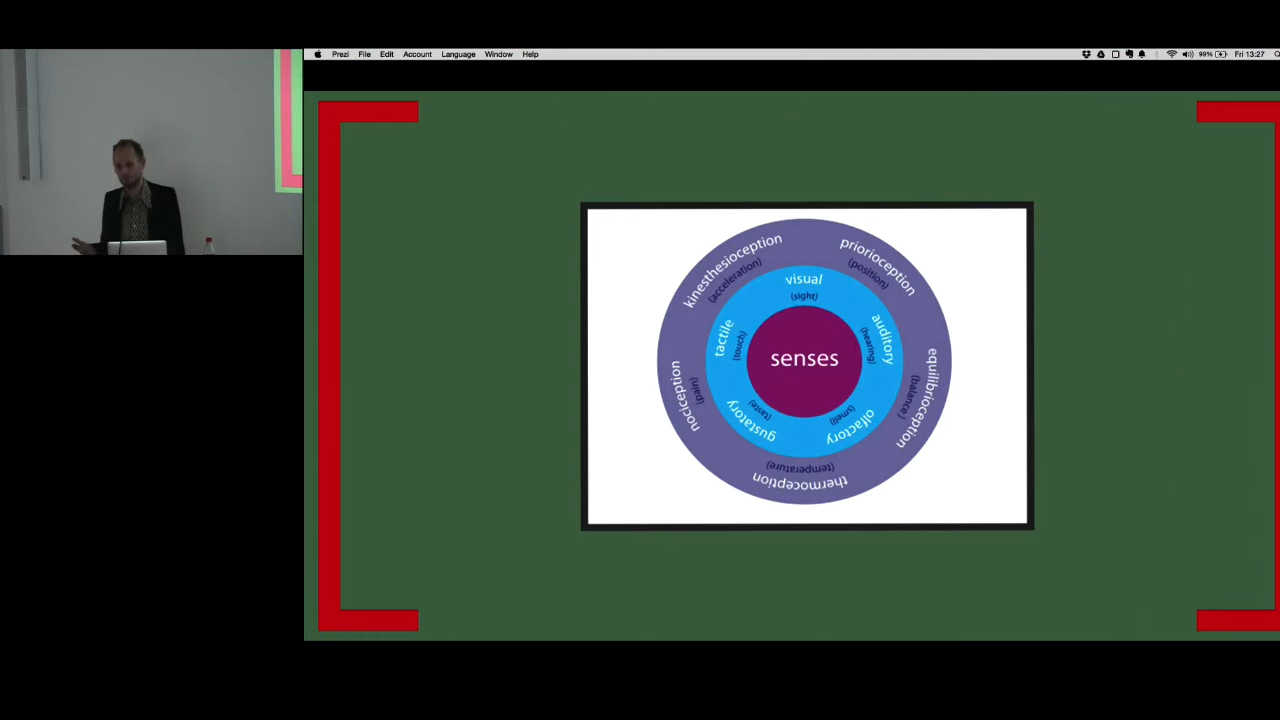 Prezi File Edit Account Language Window Help
99% Fri 13:27
kinesthesioception
(acceleration)
priorioception
(position)
visual
(sight)
tactile
(touch)
auditory
(hearing)
senses
nociception
(pain)
equilibrioception
(balance)
gustatory
(taste)
olfactory
(smell)
(temperature)
thermoception